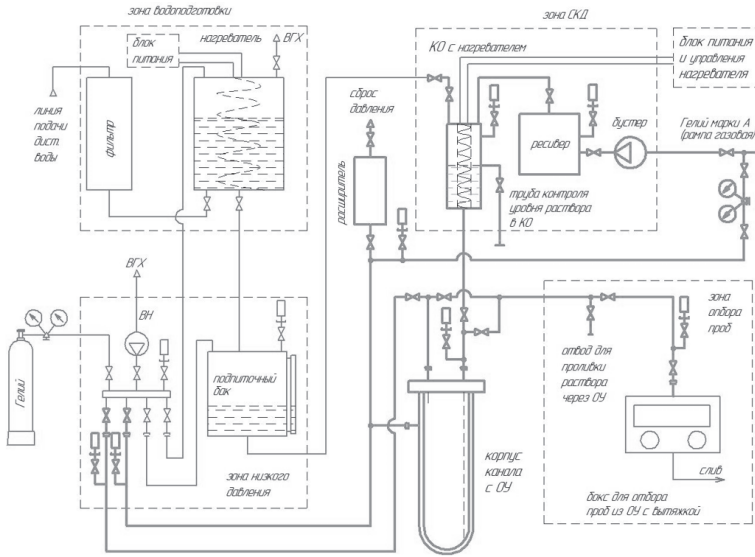 зона водоподготовки
блок
питания
нагреватель
ВГХ
линия
подачи
дист.
воды
фильтр
сброс
давления
расширитель
зона СКД
КО с нагревателем
блок питания
и управления
нагревателя
ресивер
бустер
Гелий марки А
(рампа газовая)
труба контроля
уровня раствора
в КО
ВГХ
ВН
Гелий
подпиточный
бак
зона низкого
давления
корпус
канала
с ОУ
зона
отбора
проб
отвод для
проливки
раствора
через ОУ
слив
бокс для отбора
проб из ОУ с вытяжкой